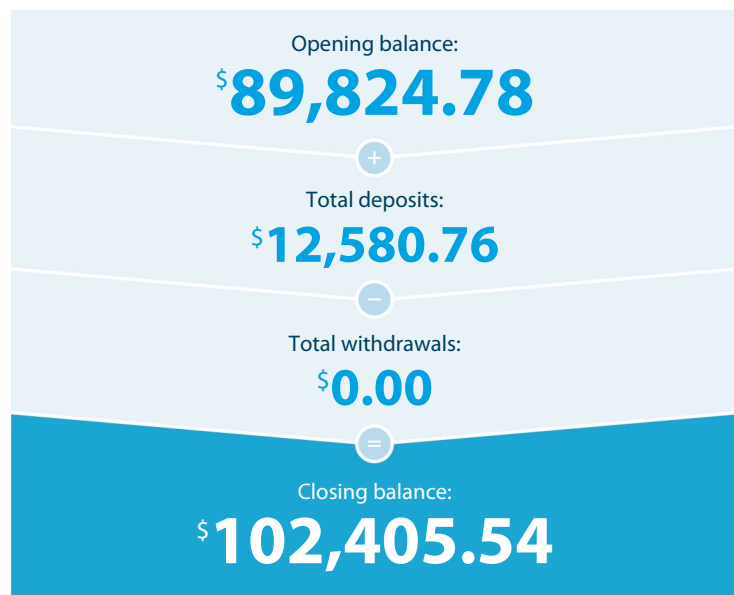 Opening balance:
$89,824.78
+
Total deposits:
$12,580.76
−
Total withdrawals:
$0.00
=
Closing balance:
$102,405.54